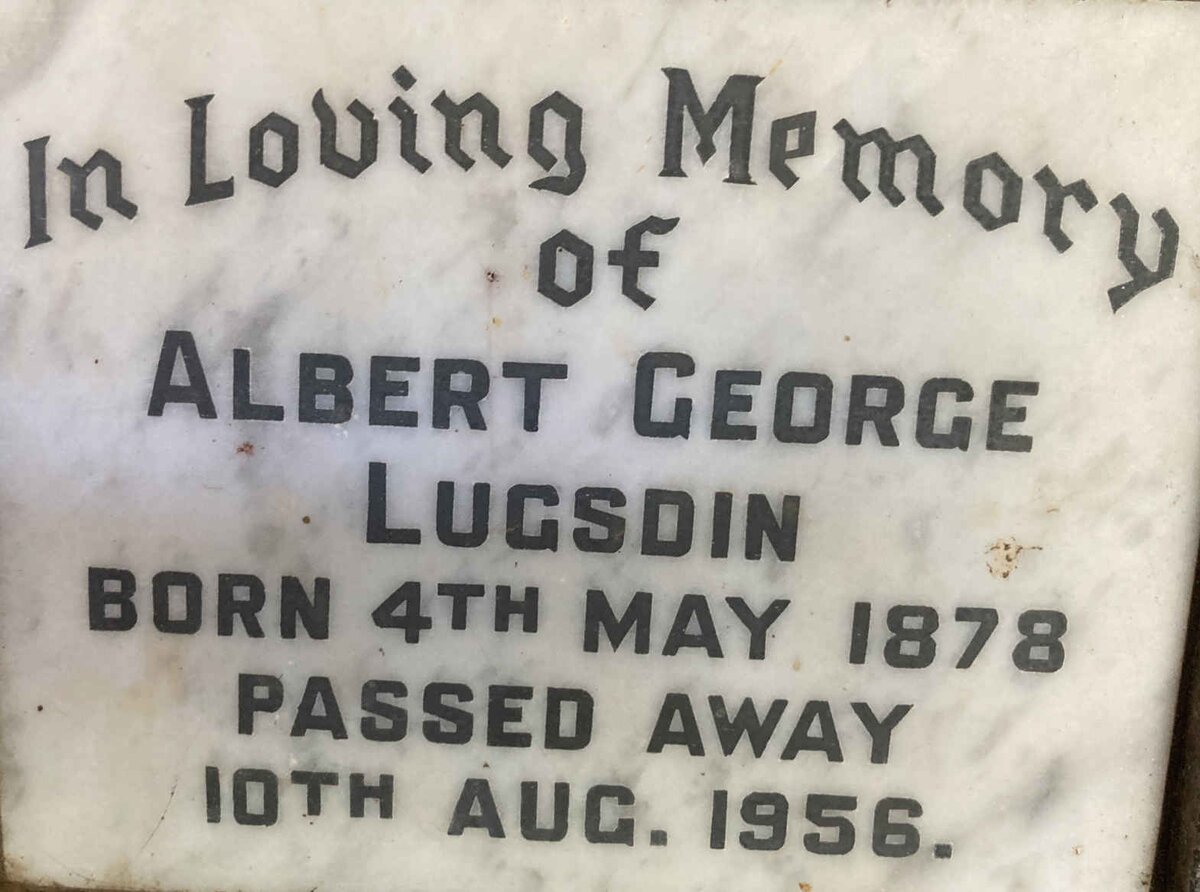 In Loving Memory
of
ALBERT GEORGE
LUGSDIN
BORN 4TH MAY 1878
PASSED AWAY
10TH AUG. 1956.